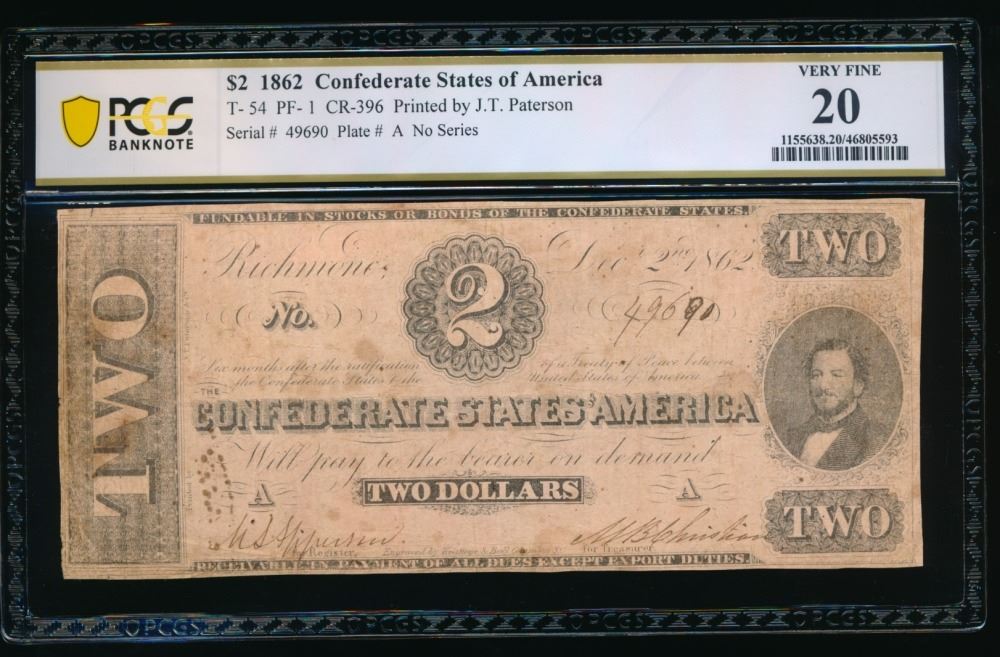 PCGS
BANKNOTE
$2 1862 Confederate States of America
T- 54 PF- 1 CR-396 Printed by J.T. Paterson
Serial # 49690 Plate # A No Series
VERY FINE
20
1155638.20/46805593
FUNDABLE IN STOCKS OR BONDS OF THE CONFEDERATE STATES.
TWO
Richmond, Dec 2nd 1862
2
TWO
No. 49690
Six months after the ratification of a Treaty of Peace between
the Confederate States & the United States of America
THE
CONFEDERATE STATES OF AMERICA
Will pay to the bearer on demand
A TWO DOLLARS A
TWO
for Register, Engraved by for Treasurer
RECEIVABLE IN PAYMENT OF ALL DUES EXCEPT EXPORT DUTIES.